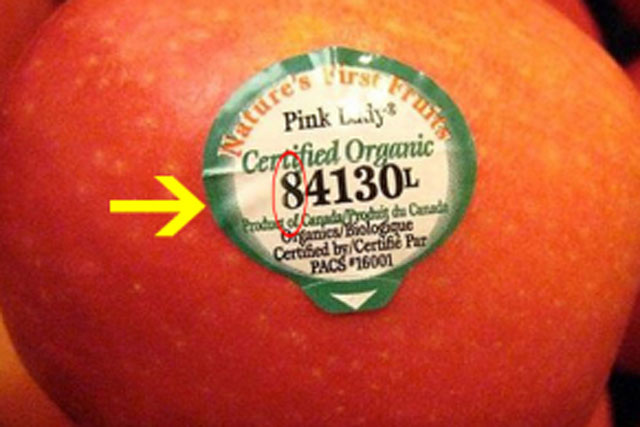 Nature's First Fruits
Pink Lady®
Certified Organic
84130L
Product of Canada/Produit du Canada
Organics/Biologique
Certified by/Certifié Par
PACS #16001